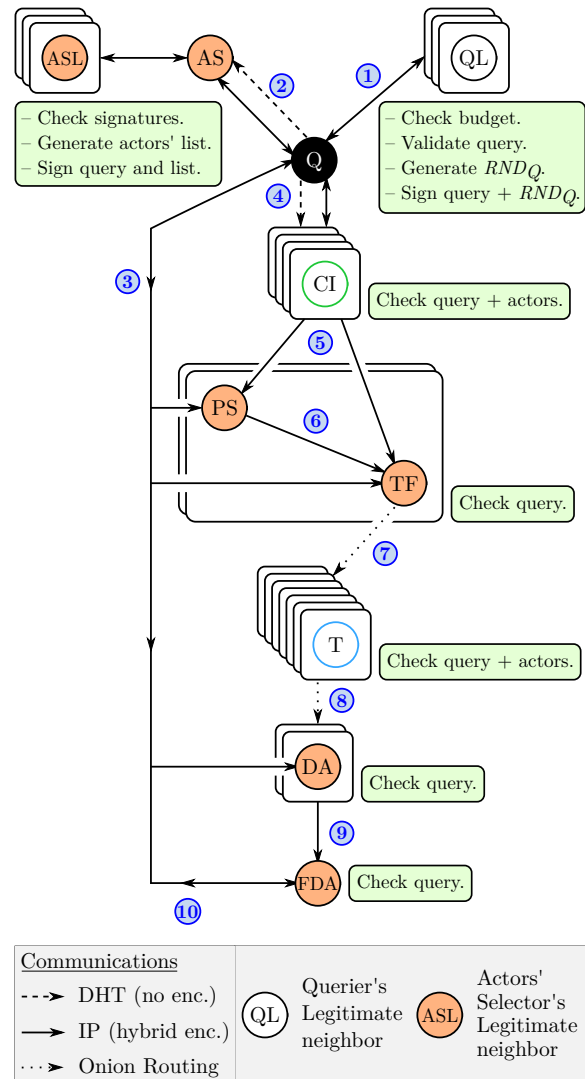 ASL
AS
QL
2
1
– Check signatures.
– Generate actors' list.
– Sign query and list.
– Check budget.
– Validate query.
– Generate RND_Q.
– Sign query + RND_Q.
Q
4
3
CI
Check query + actors.
5
PS
6
TF
Check query.
7
T
Check query + actors.
8
DA
Check query.
9
FDA
Check query.
10
Communications
DHT (no enc.)
IP (hybrid enc.)
Onion Routing
QL
Querier's
Legitimate
neighbor
ASL
Actors'
Selector's
Legitimate
neighbor